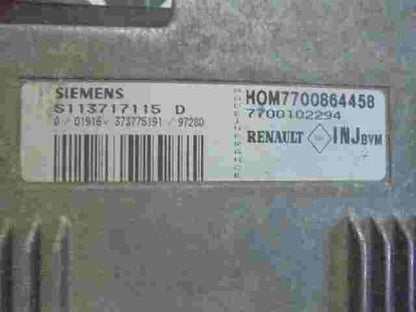 SIEMENS
S113717115 D
0 / 01916- 373775191 / 97280
HOM7700864458
7700102294
RENAULT INJ BVM